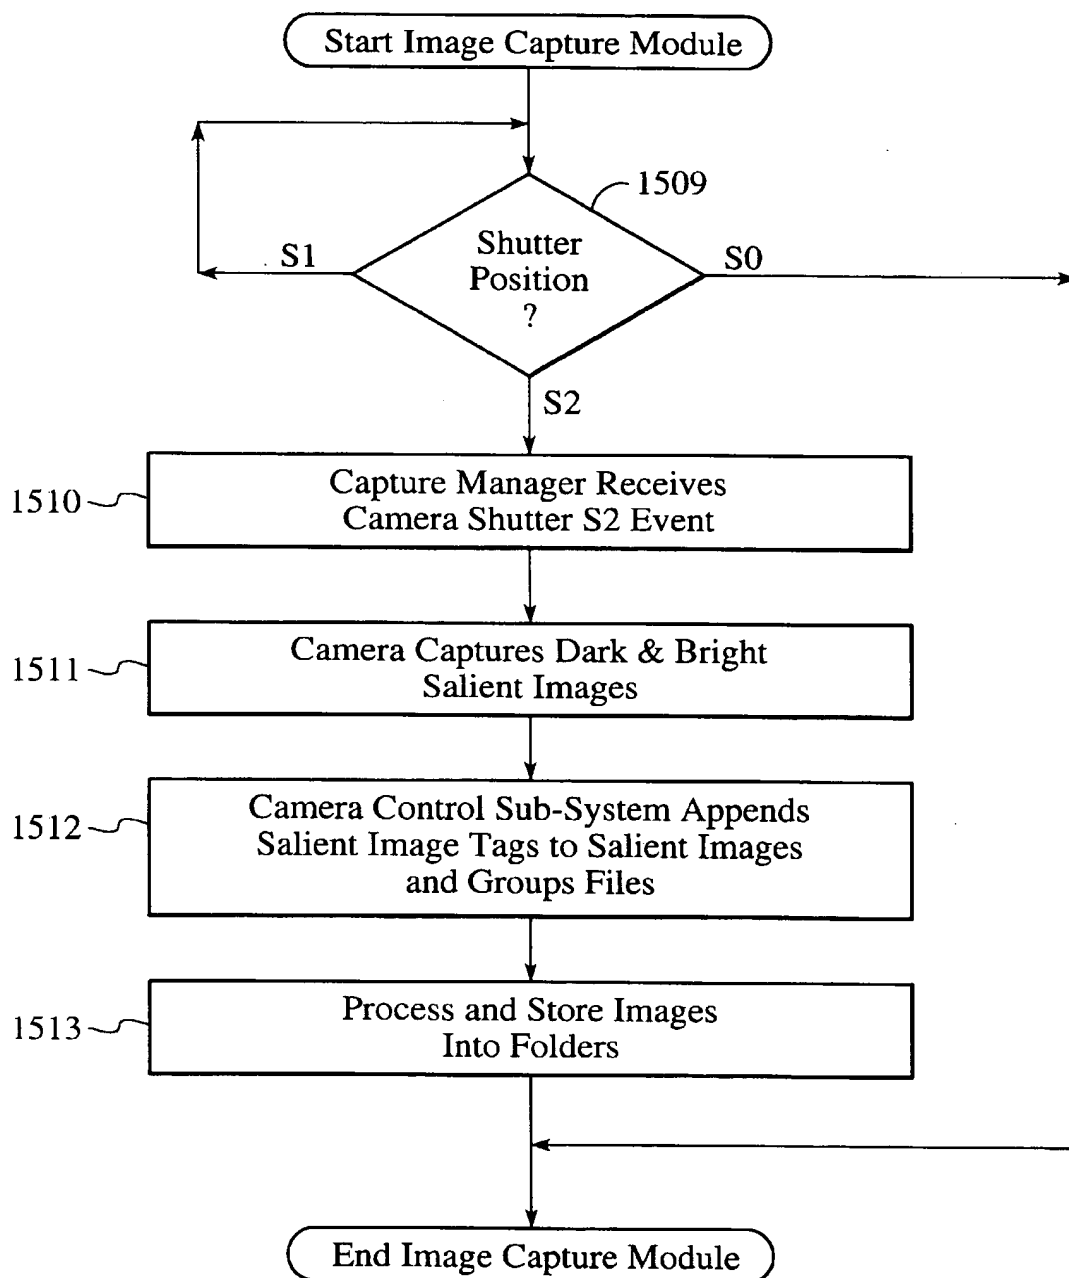 Start Image Capture Module
1509
Shutter
Position
?
S1
S0
S2
1510
Capture Manager Receives
Camera Shutter S2 Event
1511
Camera Captures Dark & Bright
Salient Images
1512
Camera Control Sub-System Appends
Salient Image Tags to Salient Images
and Groups Files
1513
Process and Store Images
Into Folders
End Image Capture Module